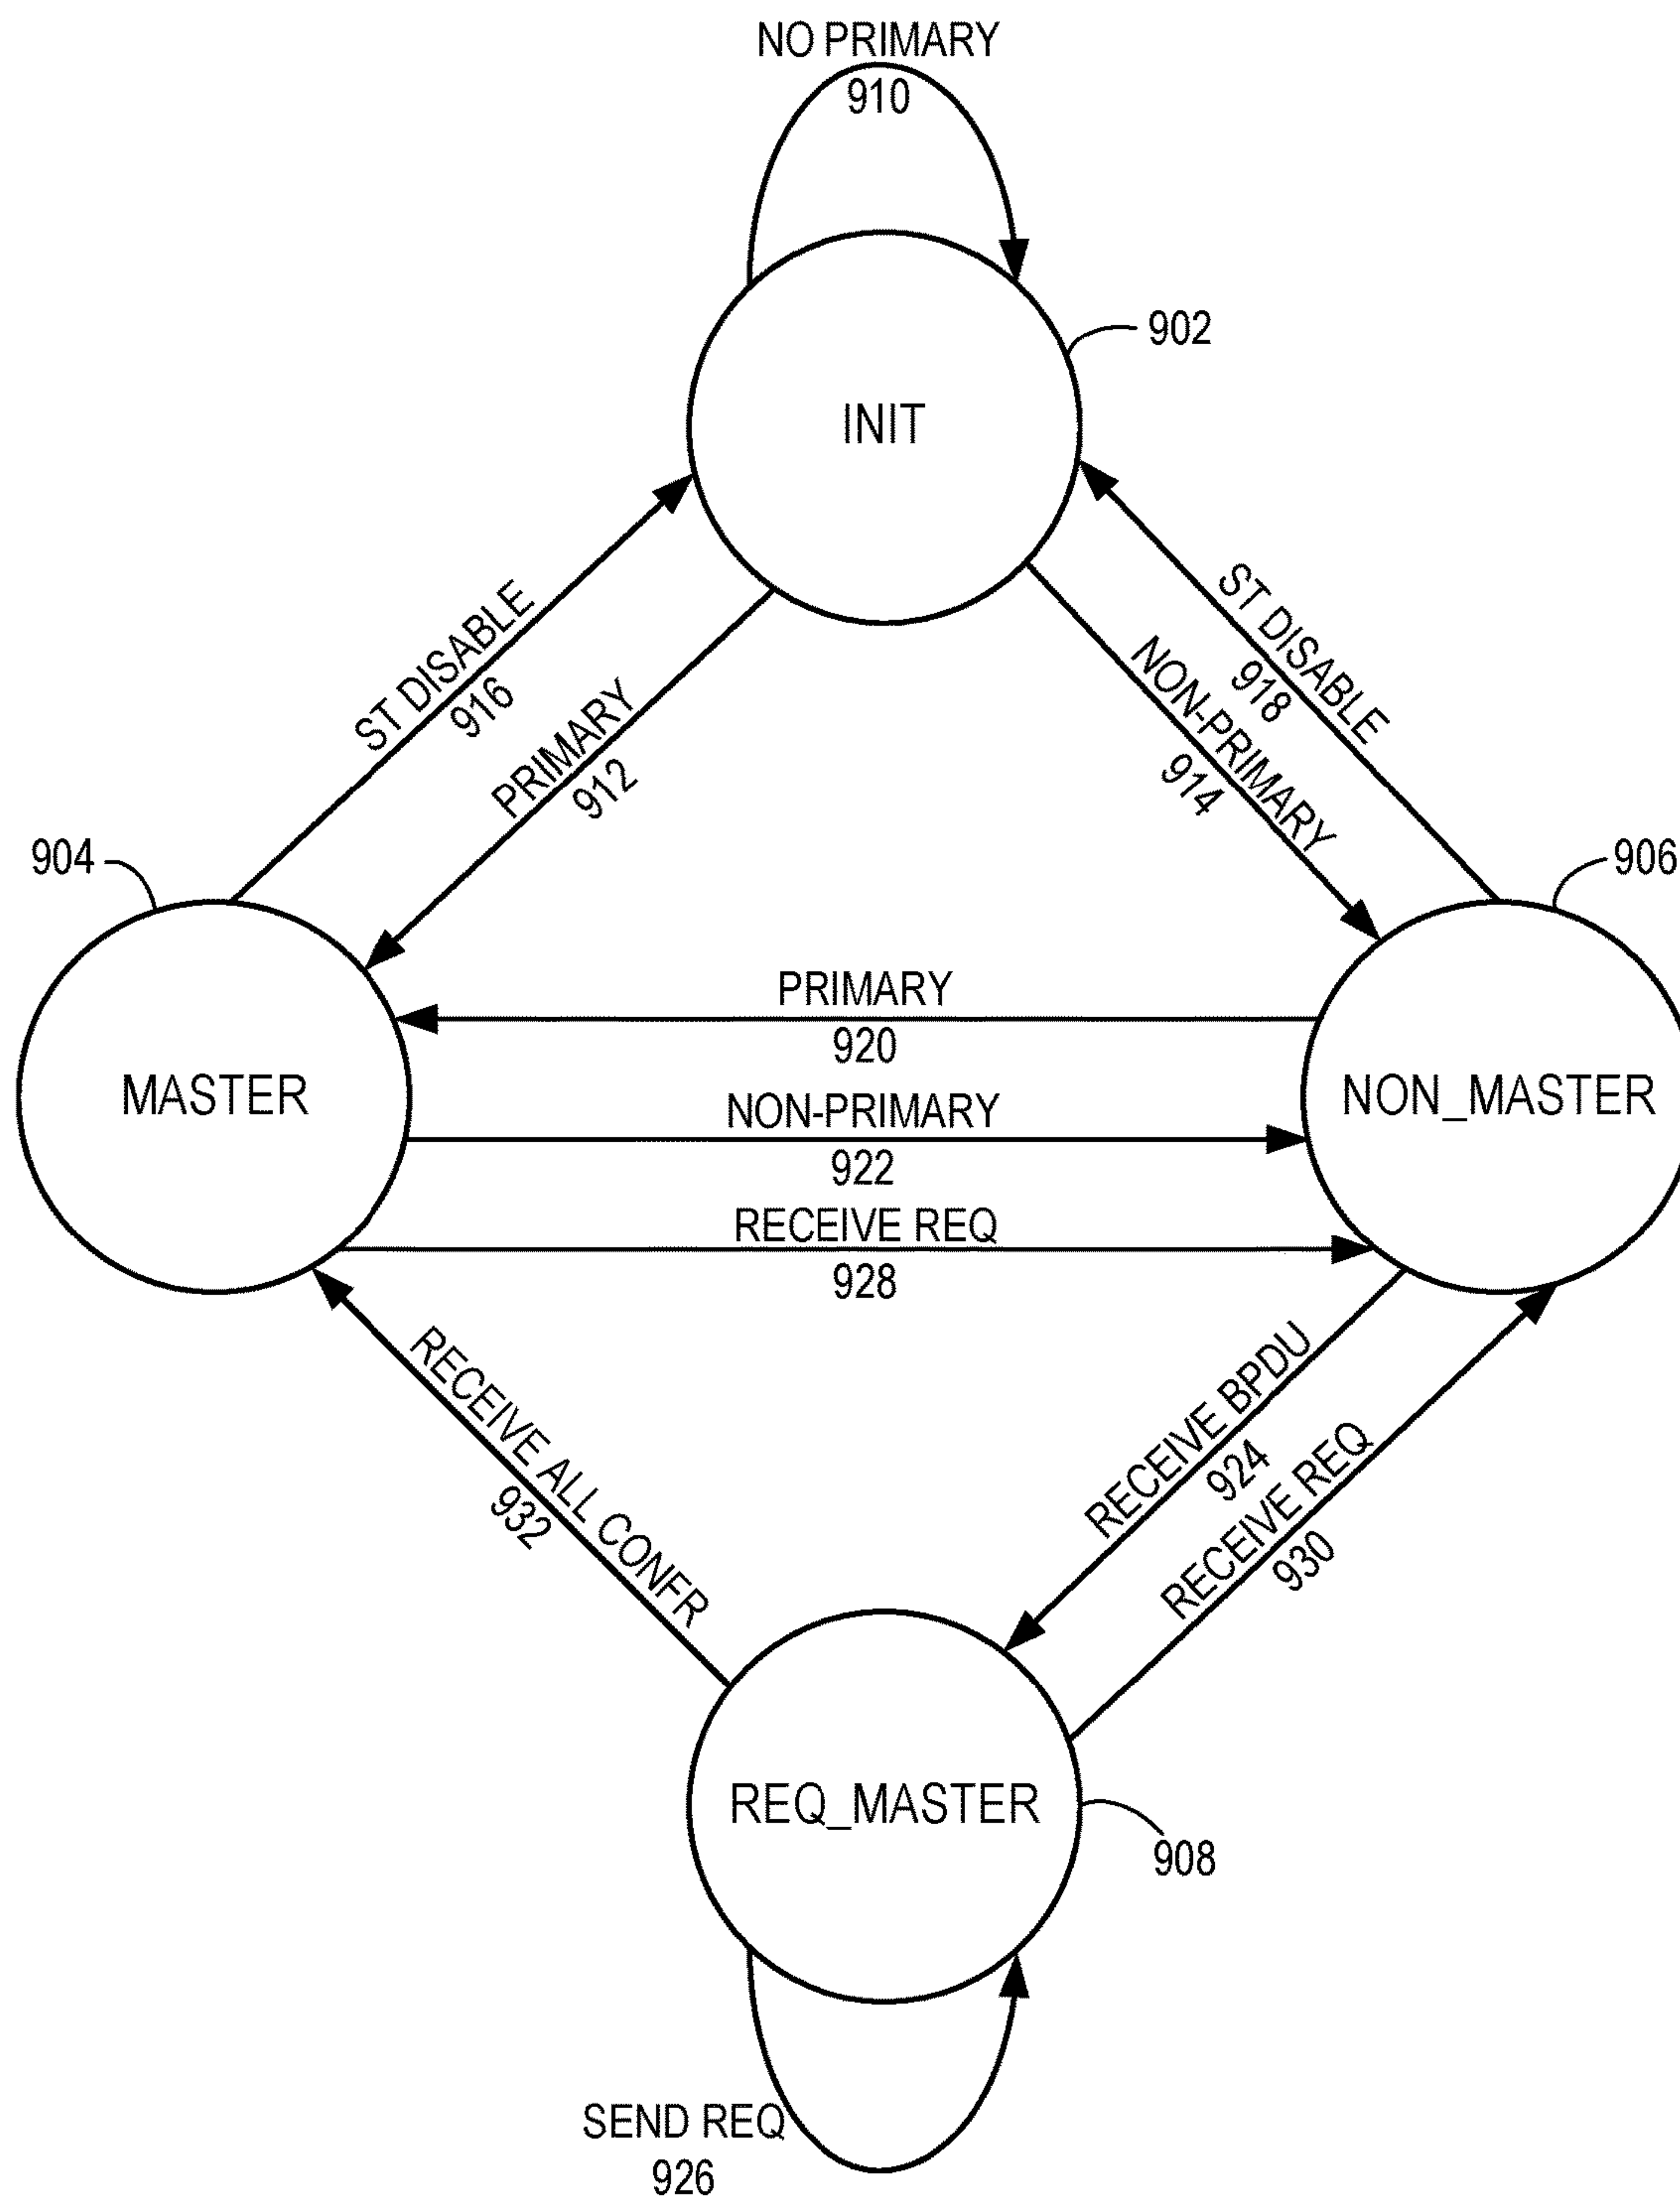 NO PRIMARY
910
902
INIT
ST DISABLE
916
PRIMARY
912
ST DISABLE
918
NON-PRIMARY
914
904
906
MASTER
NON_MASTER
PRIMARY
920
NON-PRIMARY
922
RECEIVE REQ
928
RECEIVE ALL CONFR
932
RECEIVE BPDU
924
RECEIVE REQ
930
REQ_MASTER
908
SEND REQ
926